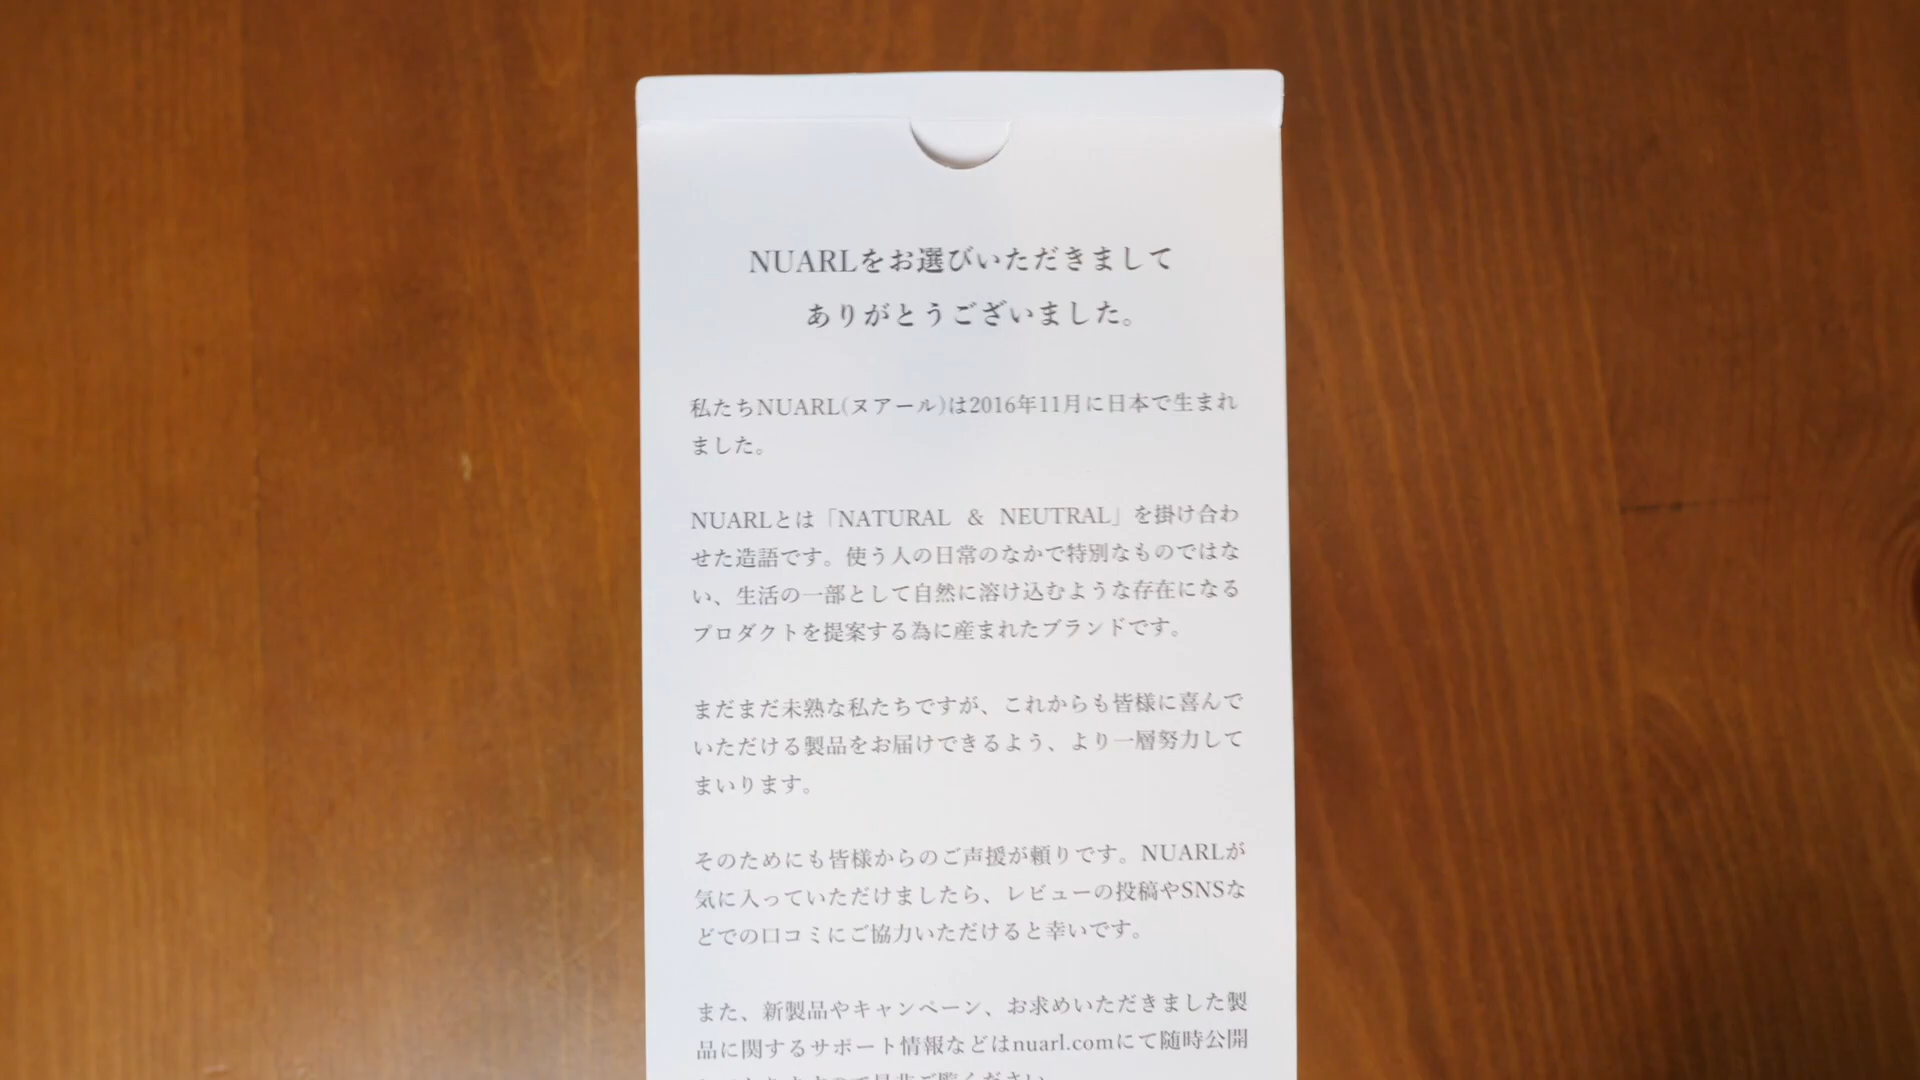 NUARLをお選びいただきまして
ありがとうございました。
私たちNUARL(ヌアール)は2016年11月に日本で生まれ
ました。
NUARLとは「NATURAL & NEUTRAL」を掛け合わ
せた造語です。使う人の日常のなかで特別なものではな
い、生活の一部として自然に溶け込むような存在になる
プロダクトを提案する為に産まれたブランドです。
まだまだ未熟な私たちですが、これからも皆様に喜んで
いただける製品をお届けできるよう、より一層努力して
まいります。
そのためにも皆様からのご声援が頼りです。NUARLが
気に入っていただけましたら、レビューの投稿やSNSな
どでの口コミにご協力いただけると幸いです。
また、新製品やキャンペーン、お求めいただきました製
品に関するサポート情報などはnuarl.comにて随時公開